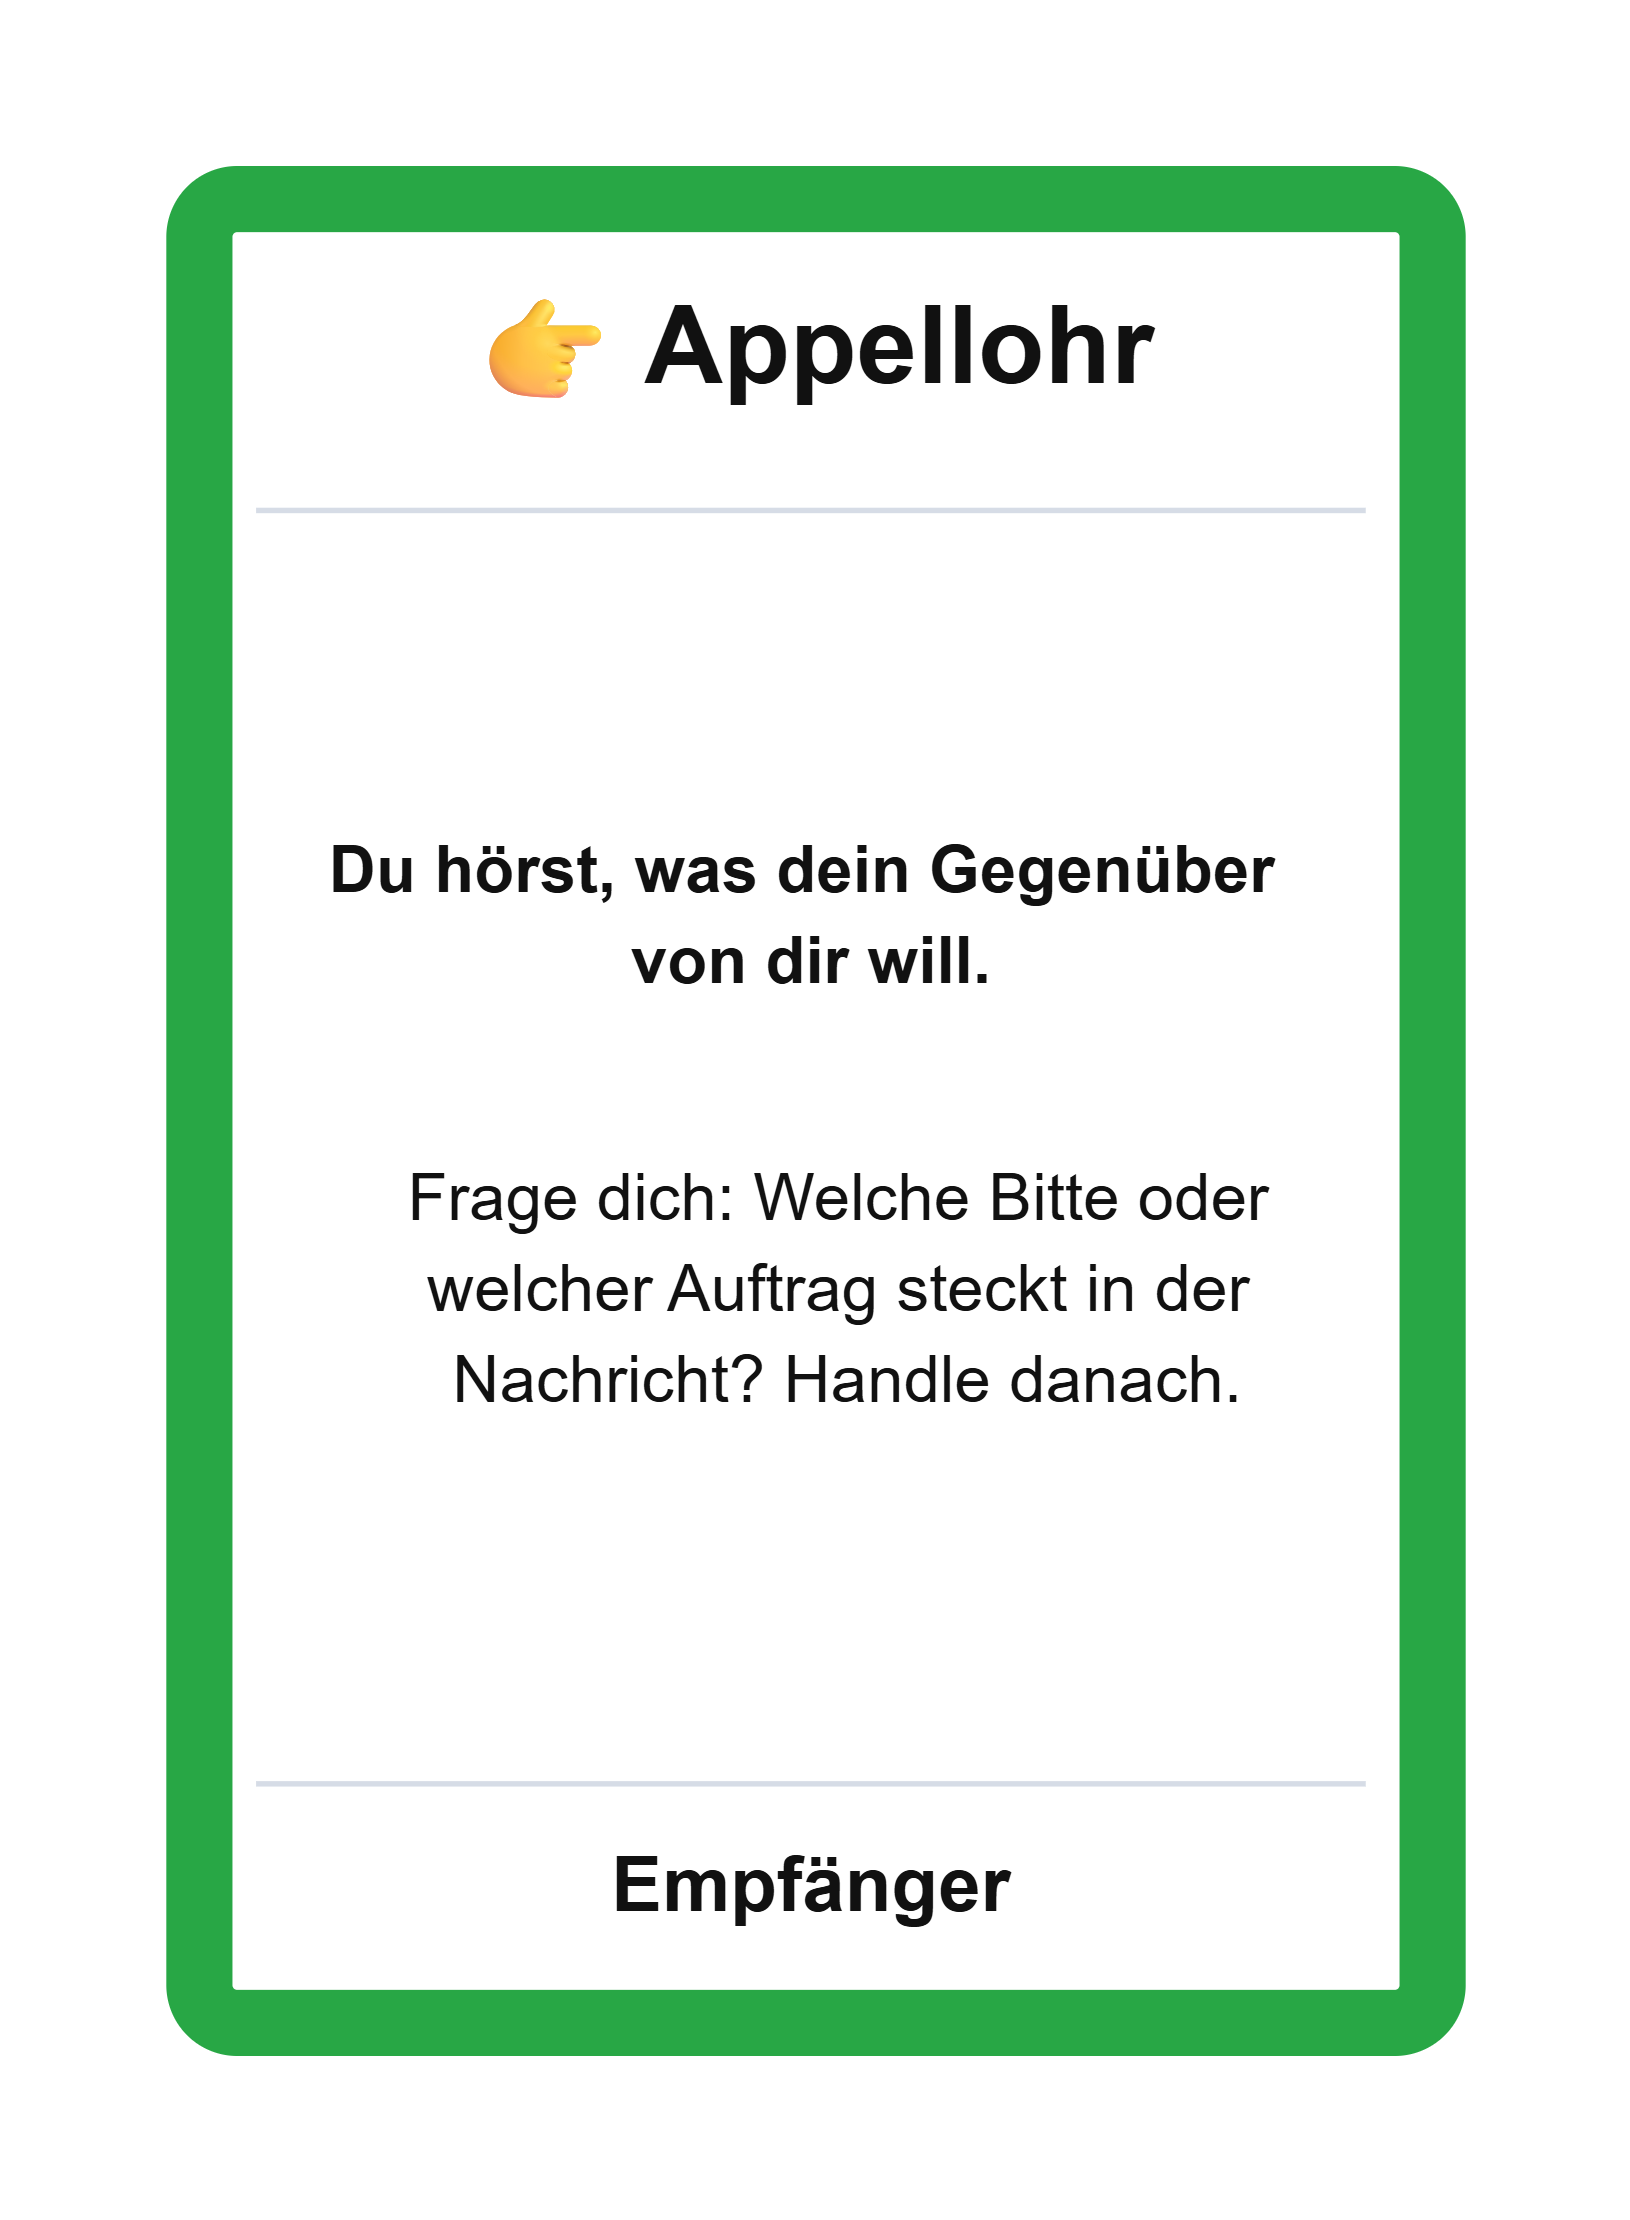 👉 Appellohr
Du hörst, was dein Gegenüber
von dir will.
Frage dich: Welche Bitte oder
welcher Auftrag steckt in der
Nachricht? Handle danach.
Empfänger